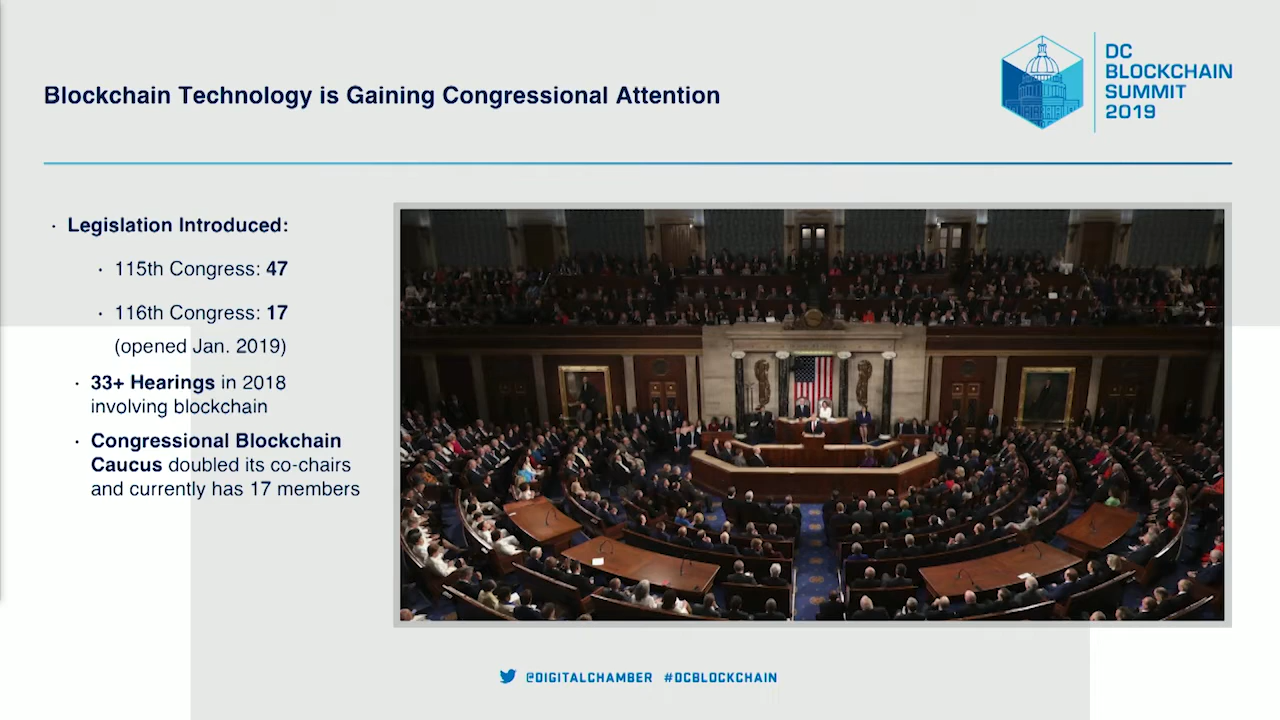 Blockchain Technology is Gaining Congressional Attention
DC
BLOCKCHAIN
SUMMIT
2019
· Legislation Introduced:
· 115th Congress: 47
· 116th Congress: 17
(opened Jan. 2019)
· 33+ Hearings in 2018
involving blockchain
· Congressional Blockchain
Caucus doubled its co-chairs
and currently has 17 members
@DIGITALCHAMBER #DCBLOCKCHAIN